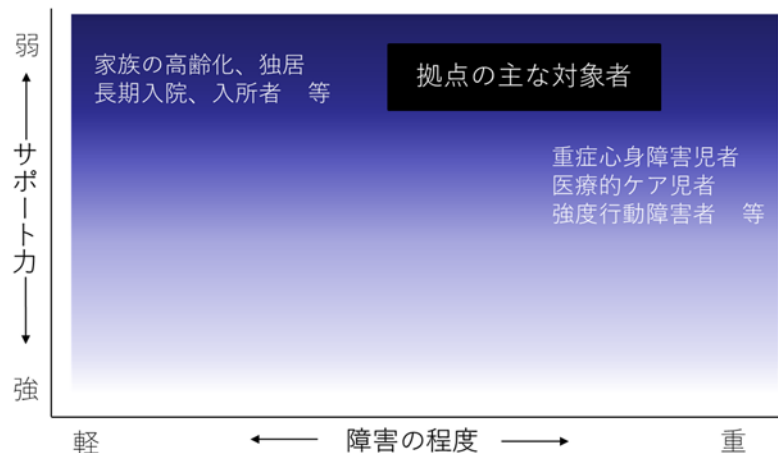 弱
サポート力
強
家族の高齢化、独居
長期入院、入所者 等
拠点の主な対象者
重症心身障害児者
医療的ケア児者
強度行動障害者 等
軽
障害の程度
重